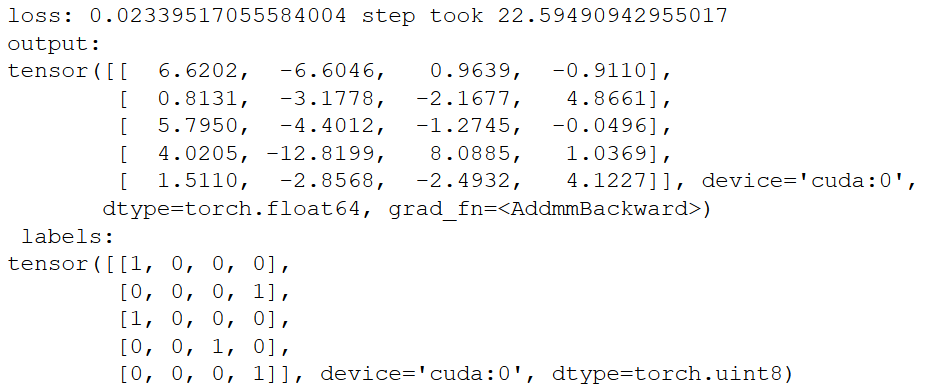 loss: 0.02339517055584004 step took 22.59490942955017
output:
tensor([[  6.6202,  -6.6046,   0.9639,  -0.9110],
        [  0.8131,  -3.1778,  -2.1677,   4.8661],
        [  5.7950,  -4.4012,  -1.2745,  -0.0496],
        [  4.0205, -12.8199,   8.0885,   1.0369],
        [  1.5110,  -2.8568,  -2.4932,   4.1227]], device='cuda:0',
       dtype=torch.float64, grad_fn=<AddmmBackward>)
 labels:
tensor([[1, 0, 0, 0],
        [0, 0, 0, 1],
        [1, 0, 0, 0],
        [0, 0, 1, 0],
        [0, 0, 0, 1]], device='cuda:0', dtype=torch.uint8)